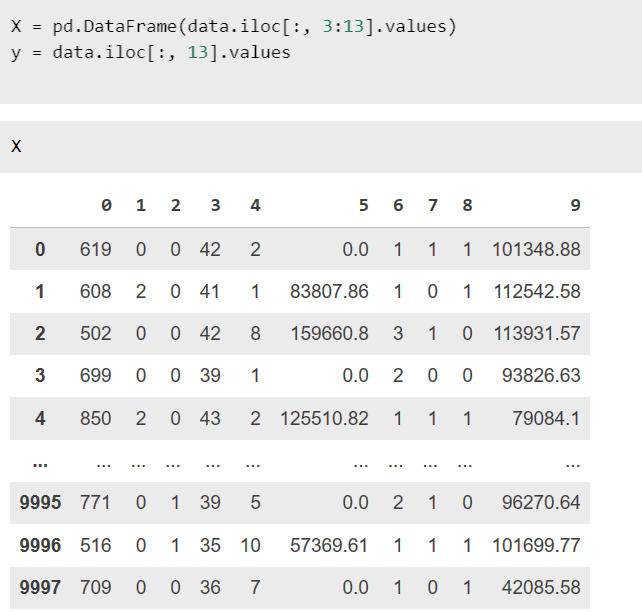 X = pd.DataFrame(data.iloc[:, 3:13].values)
y = data.iloc[:, 13].values
X
0 1 2 3 4 5 6 7 8 9
0 619 0 0 42 2 0.0 1 1 1 101348.88
1 608 2 0 41 1 83807.86 1 0 1 112542.58
2 502 0 0 42 8 159660.8 3 1 0 113931.57
3 699 0 0 39 1 0.0 2 0 0 93826.63
4 850 2 0 43 2 125510.82 1 1 1 79084.1
... ... ... ... ... ... ... ... ... ... ...
9995 771 0 1 39 5 0.0 2 1 0 96270.64
9996 516 0 1 35 10 57369.61 1 1 1 101699.77
9997 709 0 0 36 7 0.0 1 0 1 42085.58